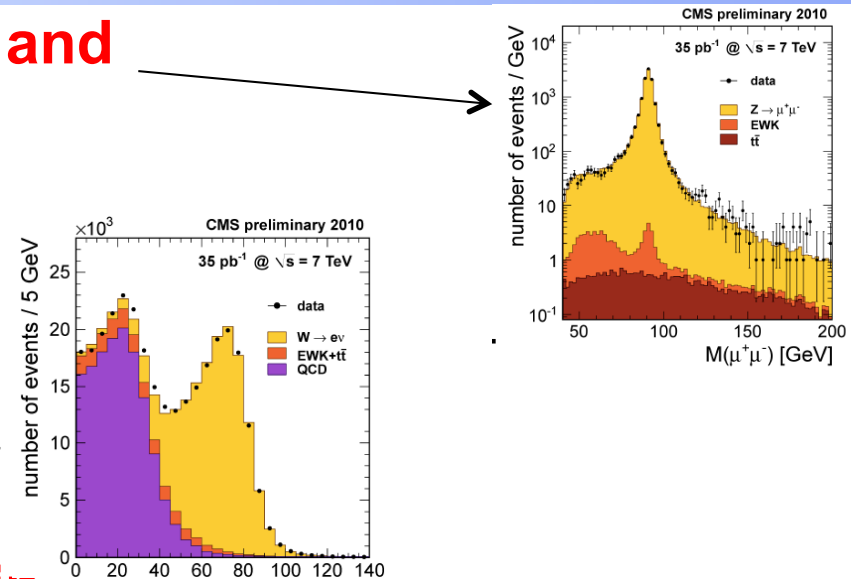 and
CMS preliminary 2010
35 pb⁻¹ @ √s = 7 TeV
data
Z → μ⁺μ⁻
EWK
tt̄
number of events / GeV
10⁴
10³
10²
10
1
10⁻¹
50 100 150 200
M(μ⁺μ⁻) [GeV]
×10³
CMS preliminary 2010
35 pb⁻¹ @ √s = 7 TeV
data
W → eν
EWK+tt̄
QCD
number of events / 5 GeV
25
20
15
10
5
0
0 20 40 60 80 100 120 140